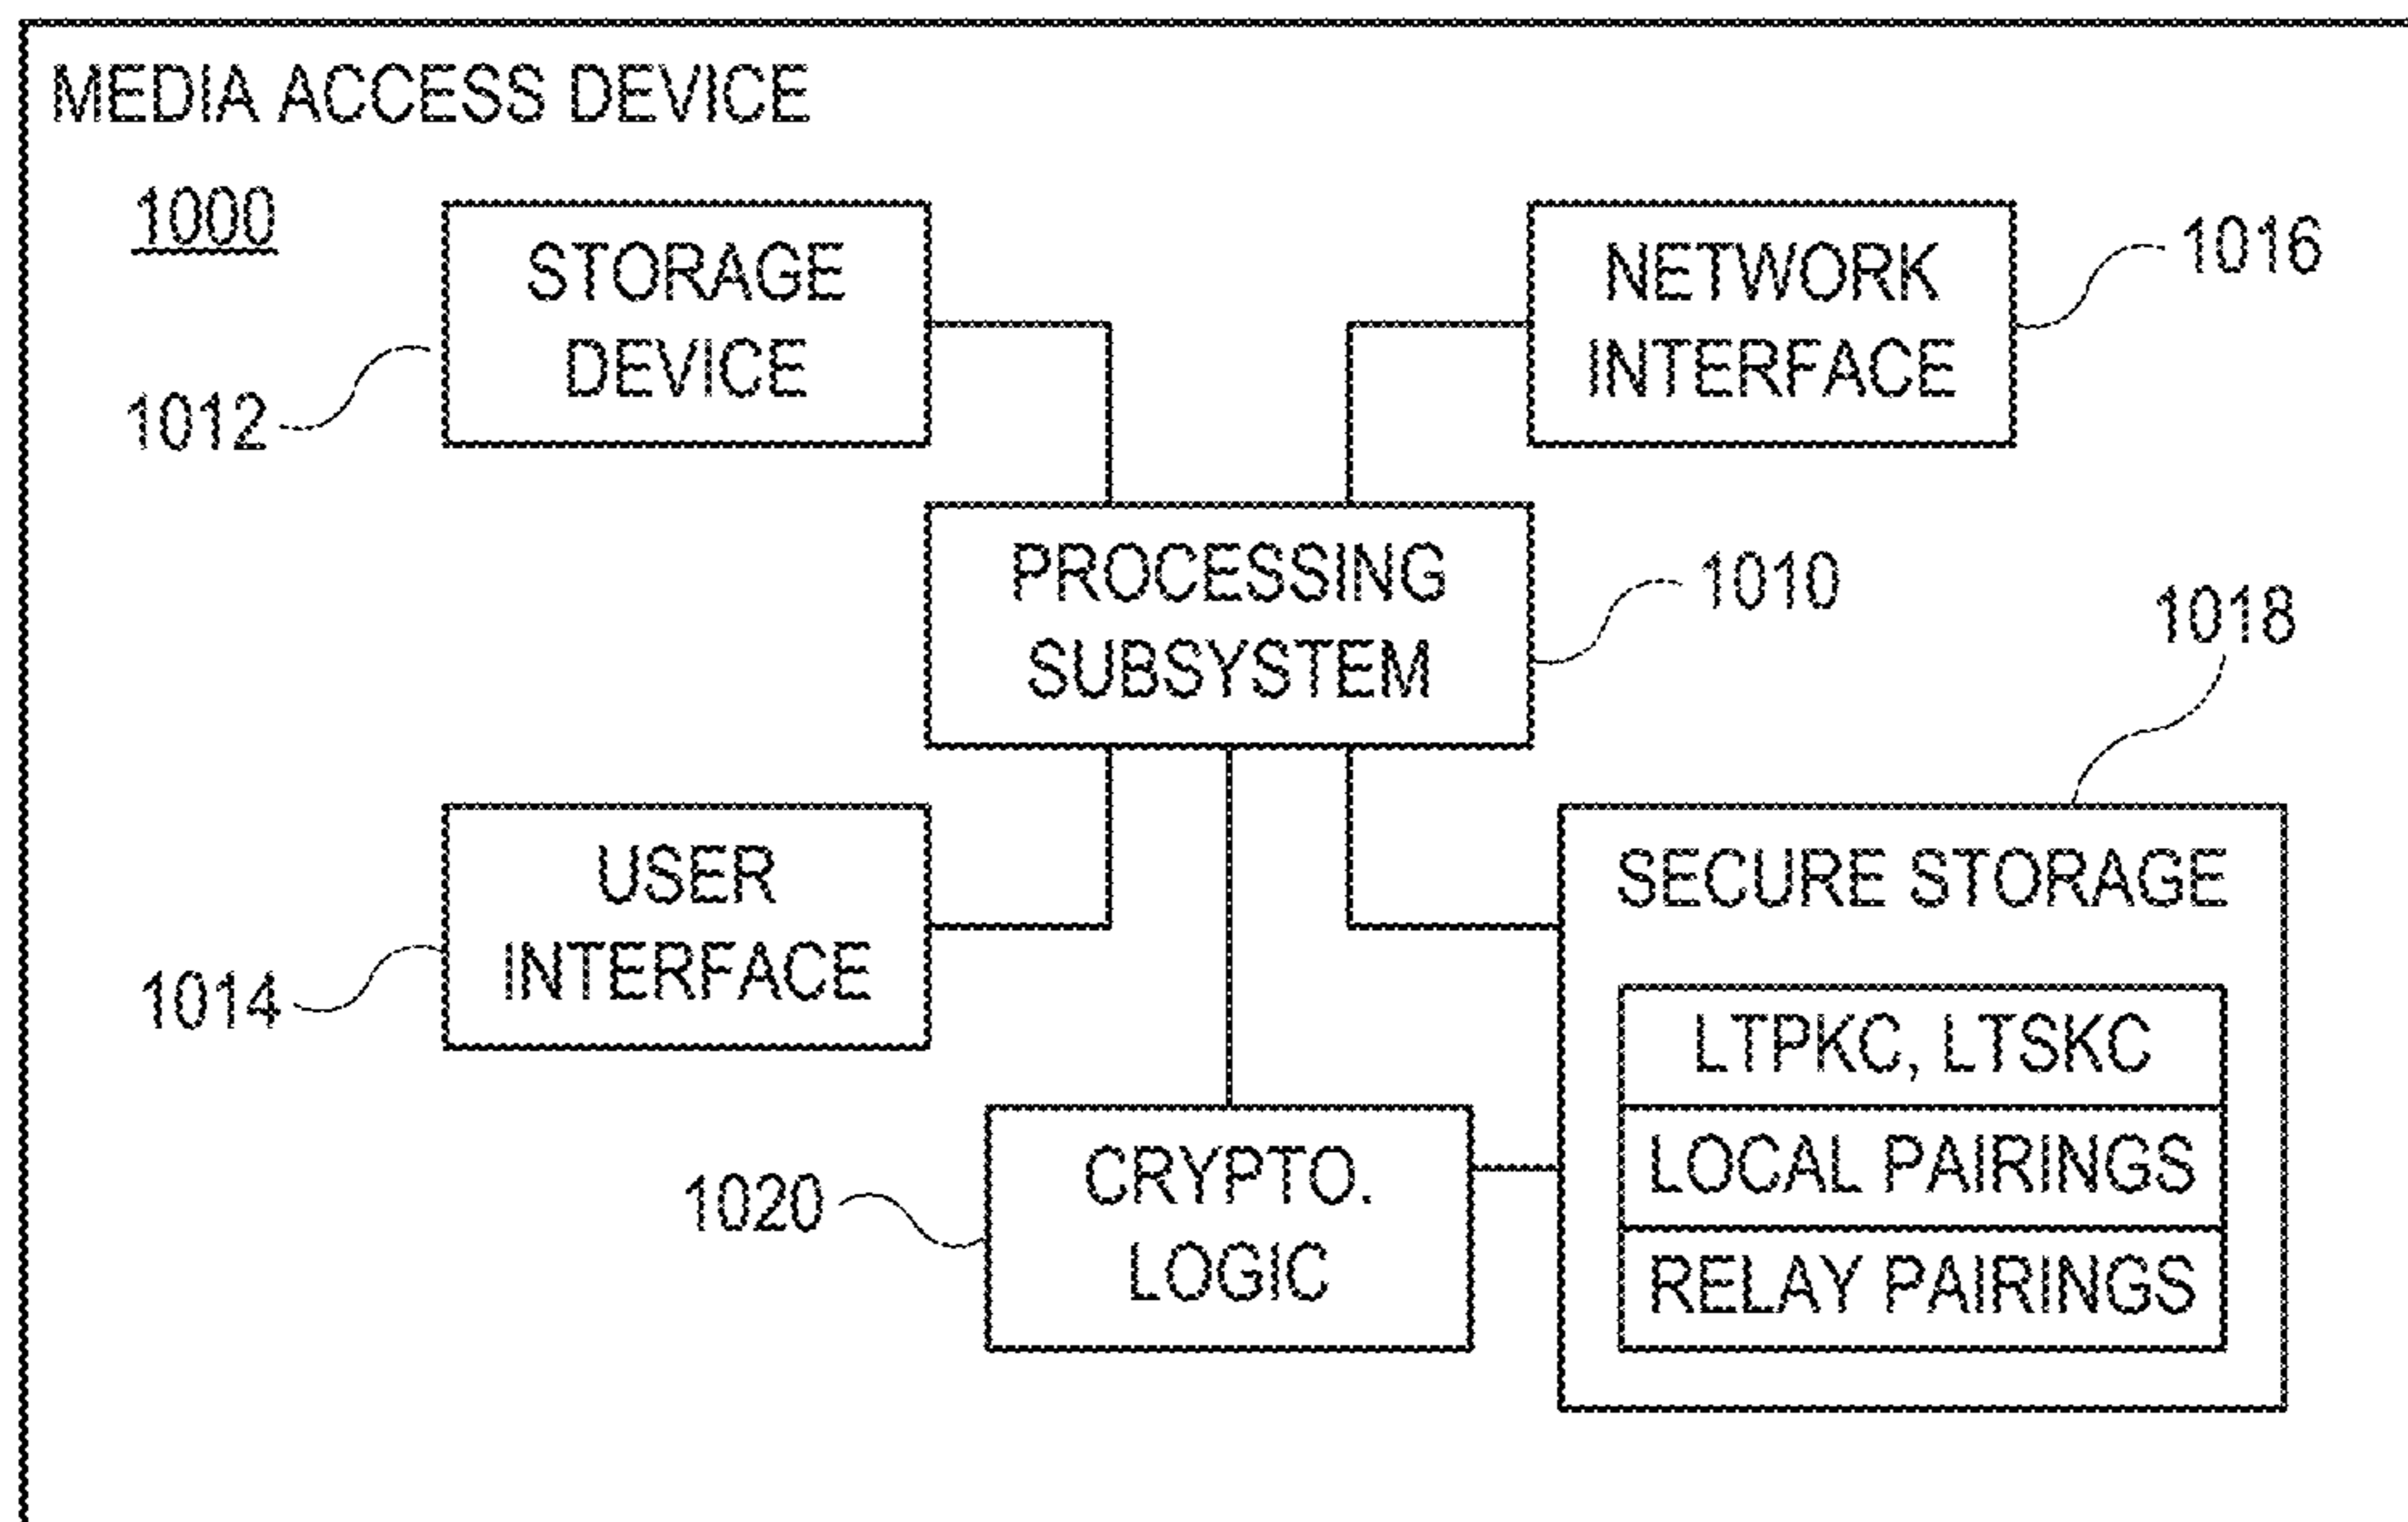 MEDIA ACCESS DEVICE
1000
STORAGE
DEVICE
1012
NETWORK
INTERFACE
1016
PROCESSING
SUBSYSTEM
1010
1018
USER
INTERFACE
1014
SECURE STORAGE
LTPKC, LTSKC
LOCAL PAIRINGS
RELAY PAIRINGS
CRYPTO.
LOGIC
1020